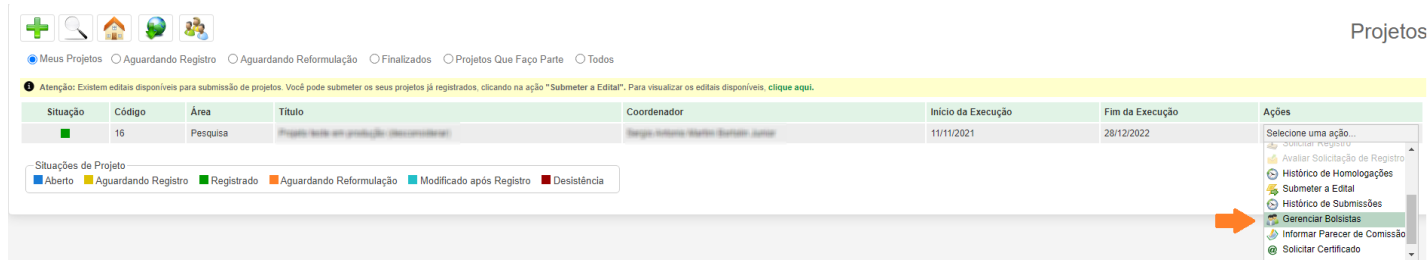 Projetos
Meus Projetos Aguardando Registro Aguardando Reformulação Finalizados Projetos Que Faço Parte Todos
Atenção: Existem editais disponíveis para submissão de projetos. Você pode submeter os seus projetos já registrados, clicando na ação "Submeter a Edital". Para visualizar os editais disponíveis, clique aqui.
Situação Código Área Título Coordenador Início da Execução Fim da Execução Ações
16 Pesquisa 11/11/2021 28/12/2022 Selecione uma ação...
Solicitar Registro
Avaliar Solicitação de Registro
Histórico de Homologações
Submeter a Edital
Histórico de Submissões
Gerenciar Bolsistas
Informar Parecer de Comissão
Solicitar Certificado
Situações de Projeto
Aberto Aguardando Registro Registrado Aguardando Reformulação Modificado após Registro Desistência